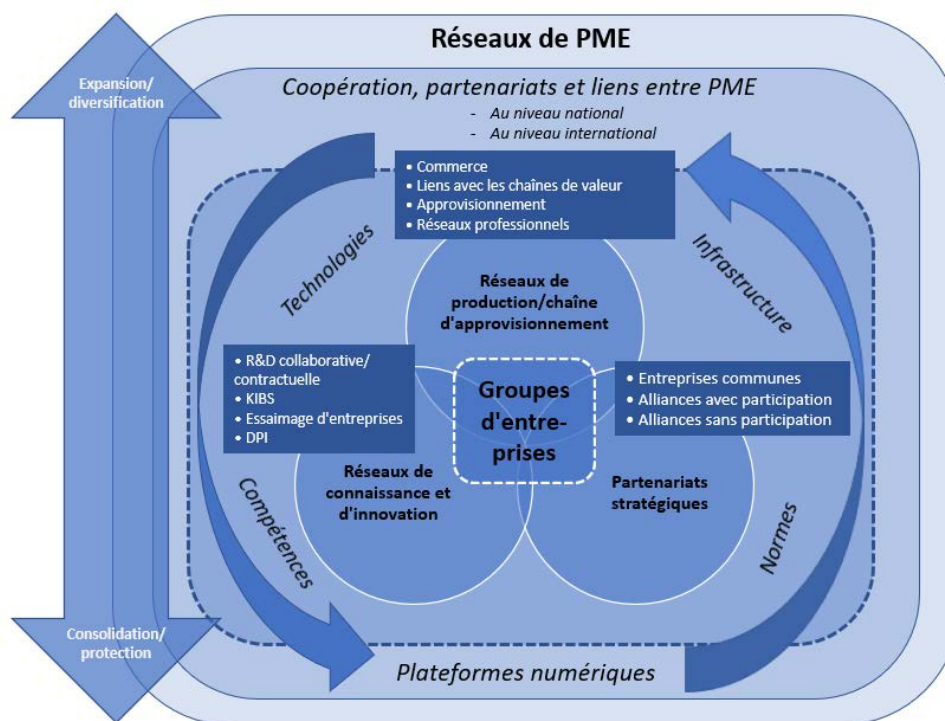 Réseaux de PME
Expansion/
diversification
Coopération, partenariats et liens entre PME
- Au niveau national
- Au niveau international
• Commerce
• Liens avec les chaînes de valeur
• Approvisionnement
• Réseaux professionnels
Technologies
Infrastructure
Réseaux de
production/chaîne
d'approvisionnement
• R&D collaborative/
contractuelle
• KIBS
• Essaimage d'entreprises
• DPI
Groupes
d'entre-
prises
• Entreprises communes
• Alliances avec participation
• Alliances sans participation
Réseaux de
connaissance et
d'innovation
Partenariats
stratégiques
Compétences
Normes
Consolidation/
protection
Plateformes numériques